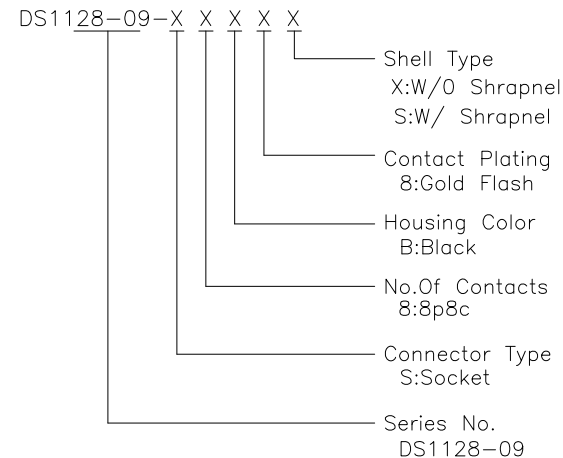 DS1128-09-X X X X X
Shell Type
X:W/O Shrapnel
S:W/ Shrapnel
Contact Plating
8:Gold Flash
Housing Color
B:Black
No.Of Contacts
8:8p8c
Connector Type
S:Socket
Series No.
DS1128-09